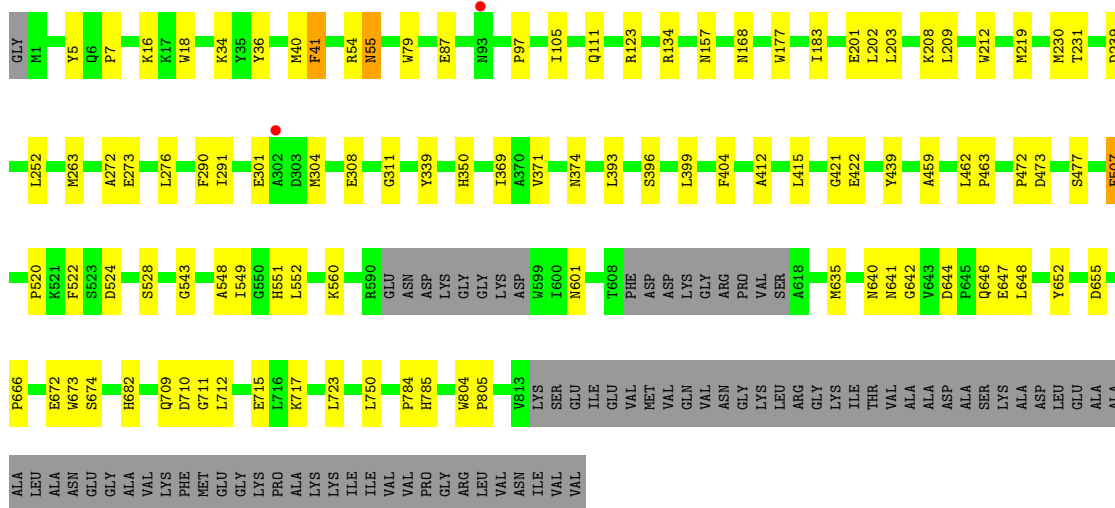 GLY M1 Y5 Q6 P7 K16 K17 W18 K34 Y35 Y36 M40 F41 R54 N55 W79 E87 N93 P97 I105 Q111 R123 R134 N157 N168 W177 I183 E201 L202 L203 K208 L209 W212 M219 M230 T231 D239
L252 M263 A272 E273 L276 F290 I291 E301 A302 D303 M304 E308 G311 Y339 H350 I369 A370 V371 N374 L393 S396 L399 F404 A412 L415 G421 E422 Y439 A459 L462 P463 P472 D473 S477
P520 K521 F522 S523 D524 S528 G543 A548 I549 G550 H551 L552 K560 R590 GLU ASN ASP LYS GLY GLY LYS ASP W599 I600 N601 T608 PHE ASP ASP LYS GLY ARG PRO VAL SER A618 M635 N640 N641 G642 V643 D644 P645 Q646 E647 L648 Y652 D655
P666 E672 W673 S674 H682 Q709 D710 G711 L712 E715 L716 K717 L723 L750 P784 H785 W804 P805 V813 LYS SER GLU ILE GLU VAL MET VAL GLN VAL ASN GLY LYS LEU ARG GLY LYS ILE THR VAL ALA ALA ASP ALA SER LYS ALA ASP LEU GLU ALA ALA
ALA LEU ALA ASN GLU GLY ALA VAL LYS PHE MET GLU GLY LYS PRO ALA LYS LYS ILE ILE VAL VAL PRO GLY ARG LEU VAL ASN ILE VAL VAL